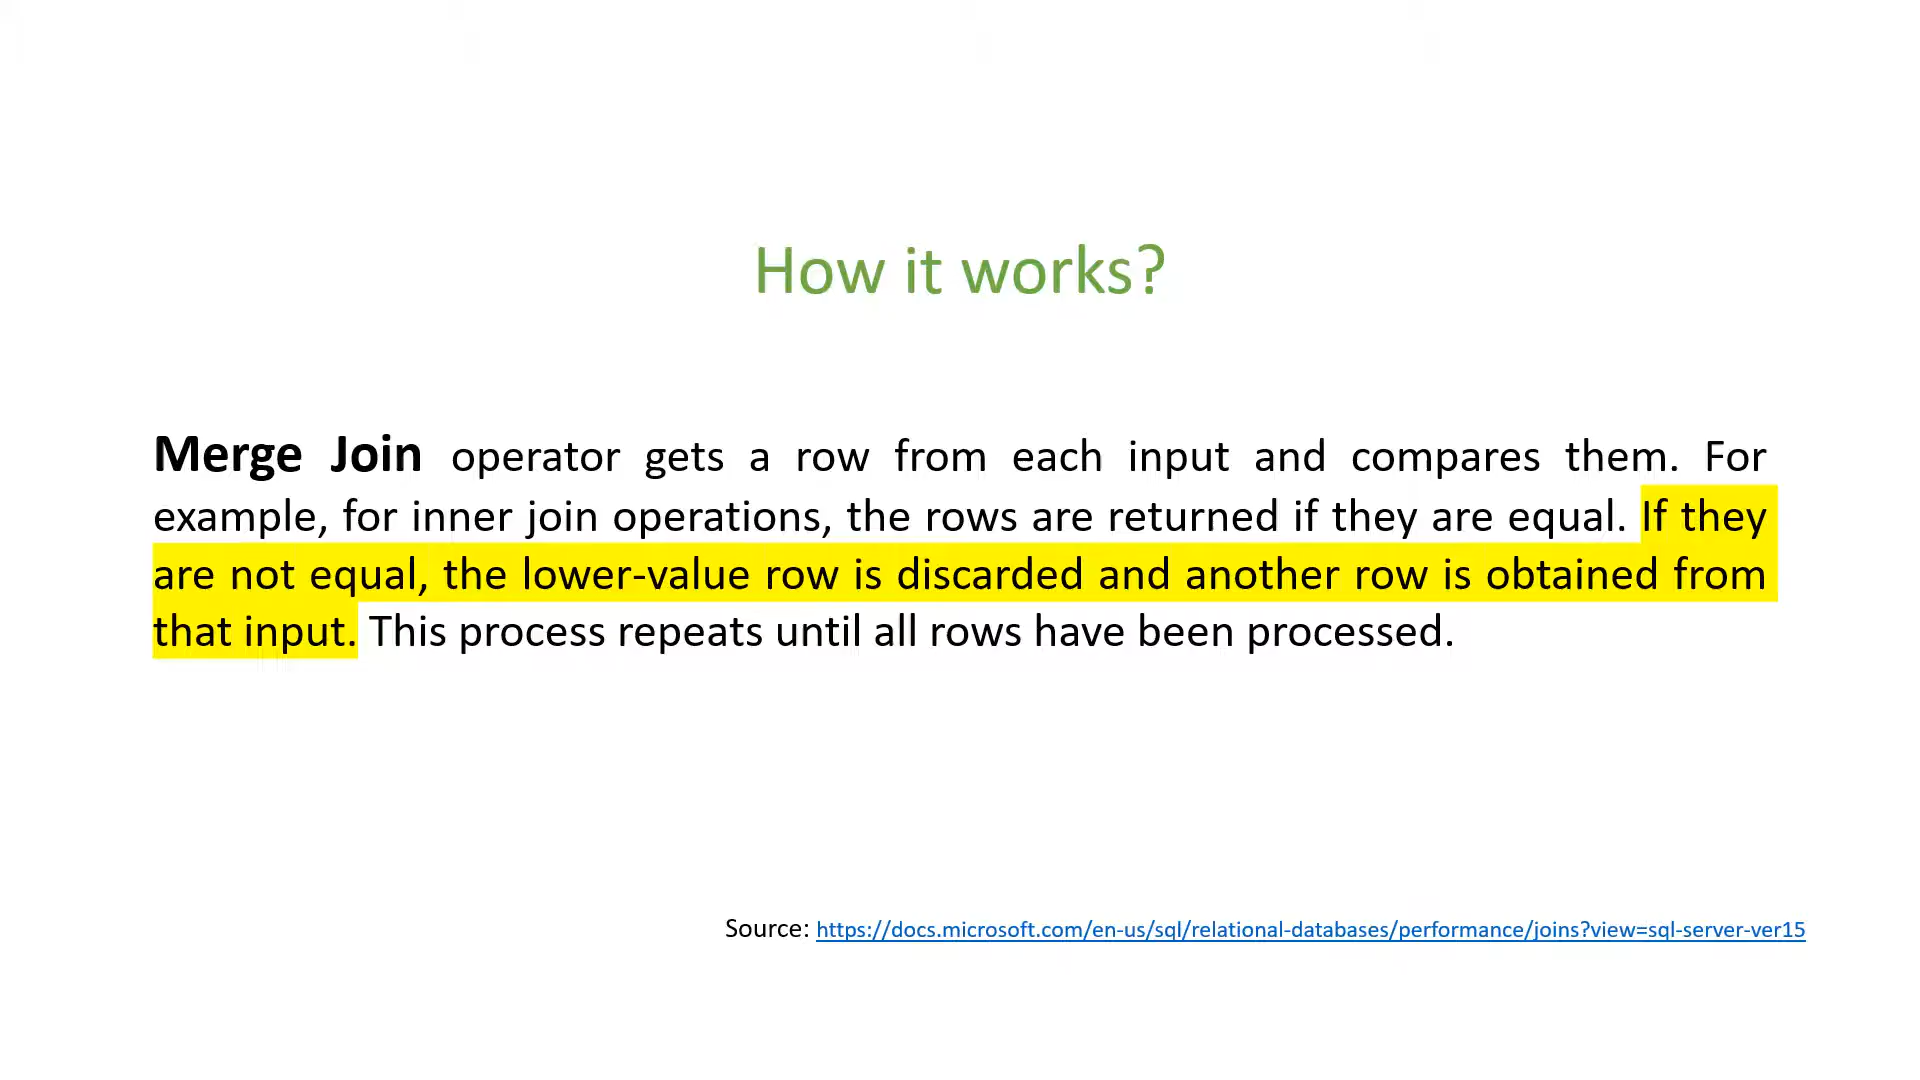 How it works?
Merge Join operator gets a row from each input and compares them. For
example, for inner join operations, the rows are returned if they are equal. If they
are not equal, the lower-value row is discarded and another row is obtained from
that input. This process repeats until all rows have been processed.
Source: https://docs.microsoft.com/en-us/sql/relational-databases/performance/joins?view=sql-server-ver15